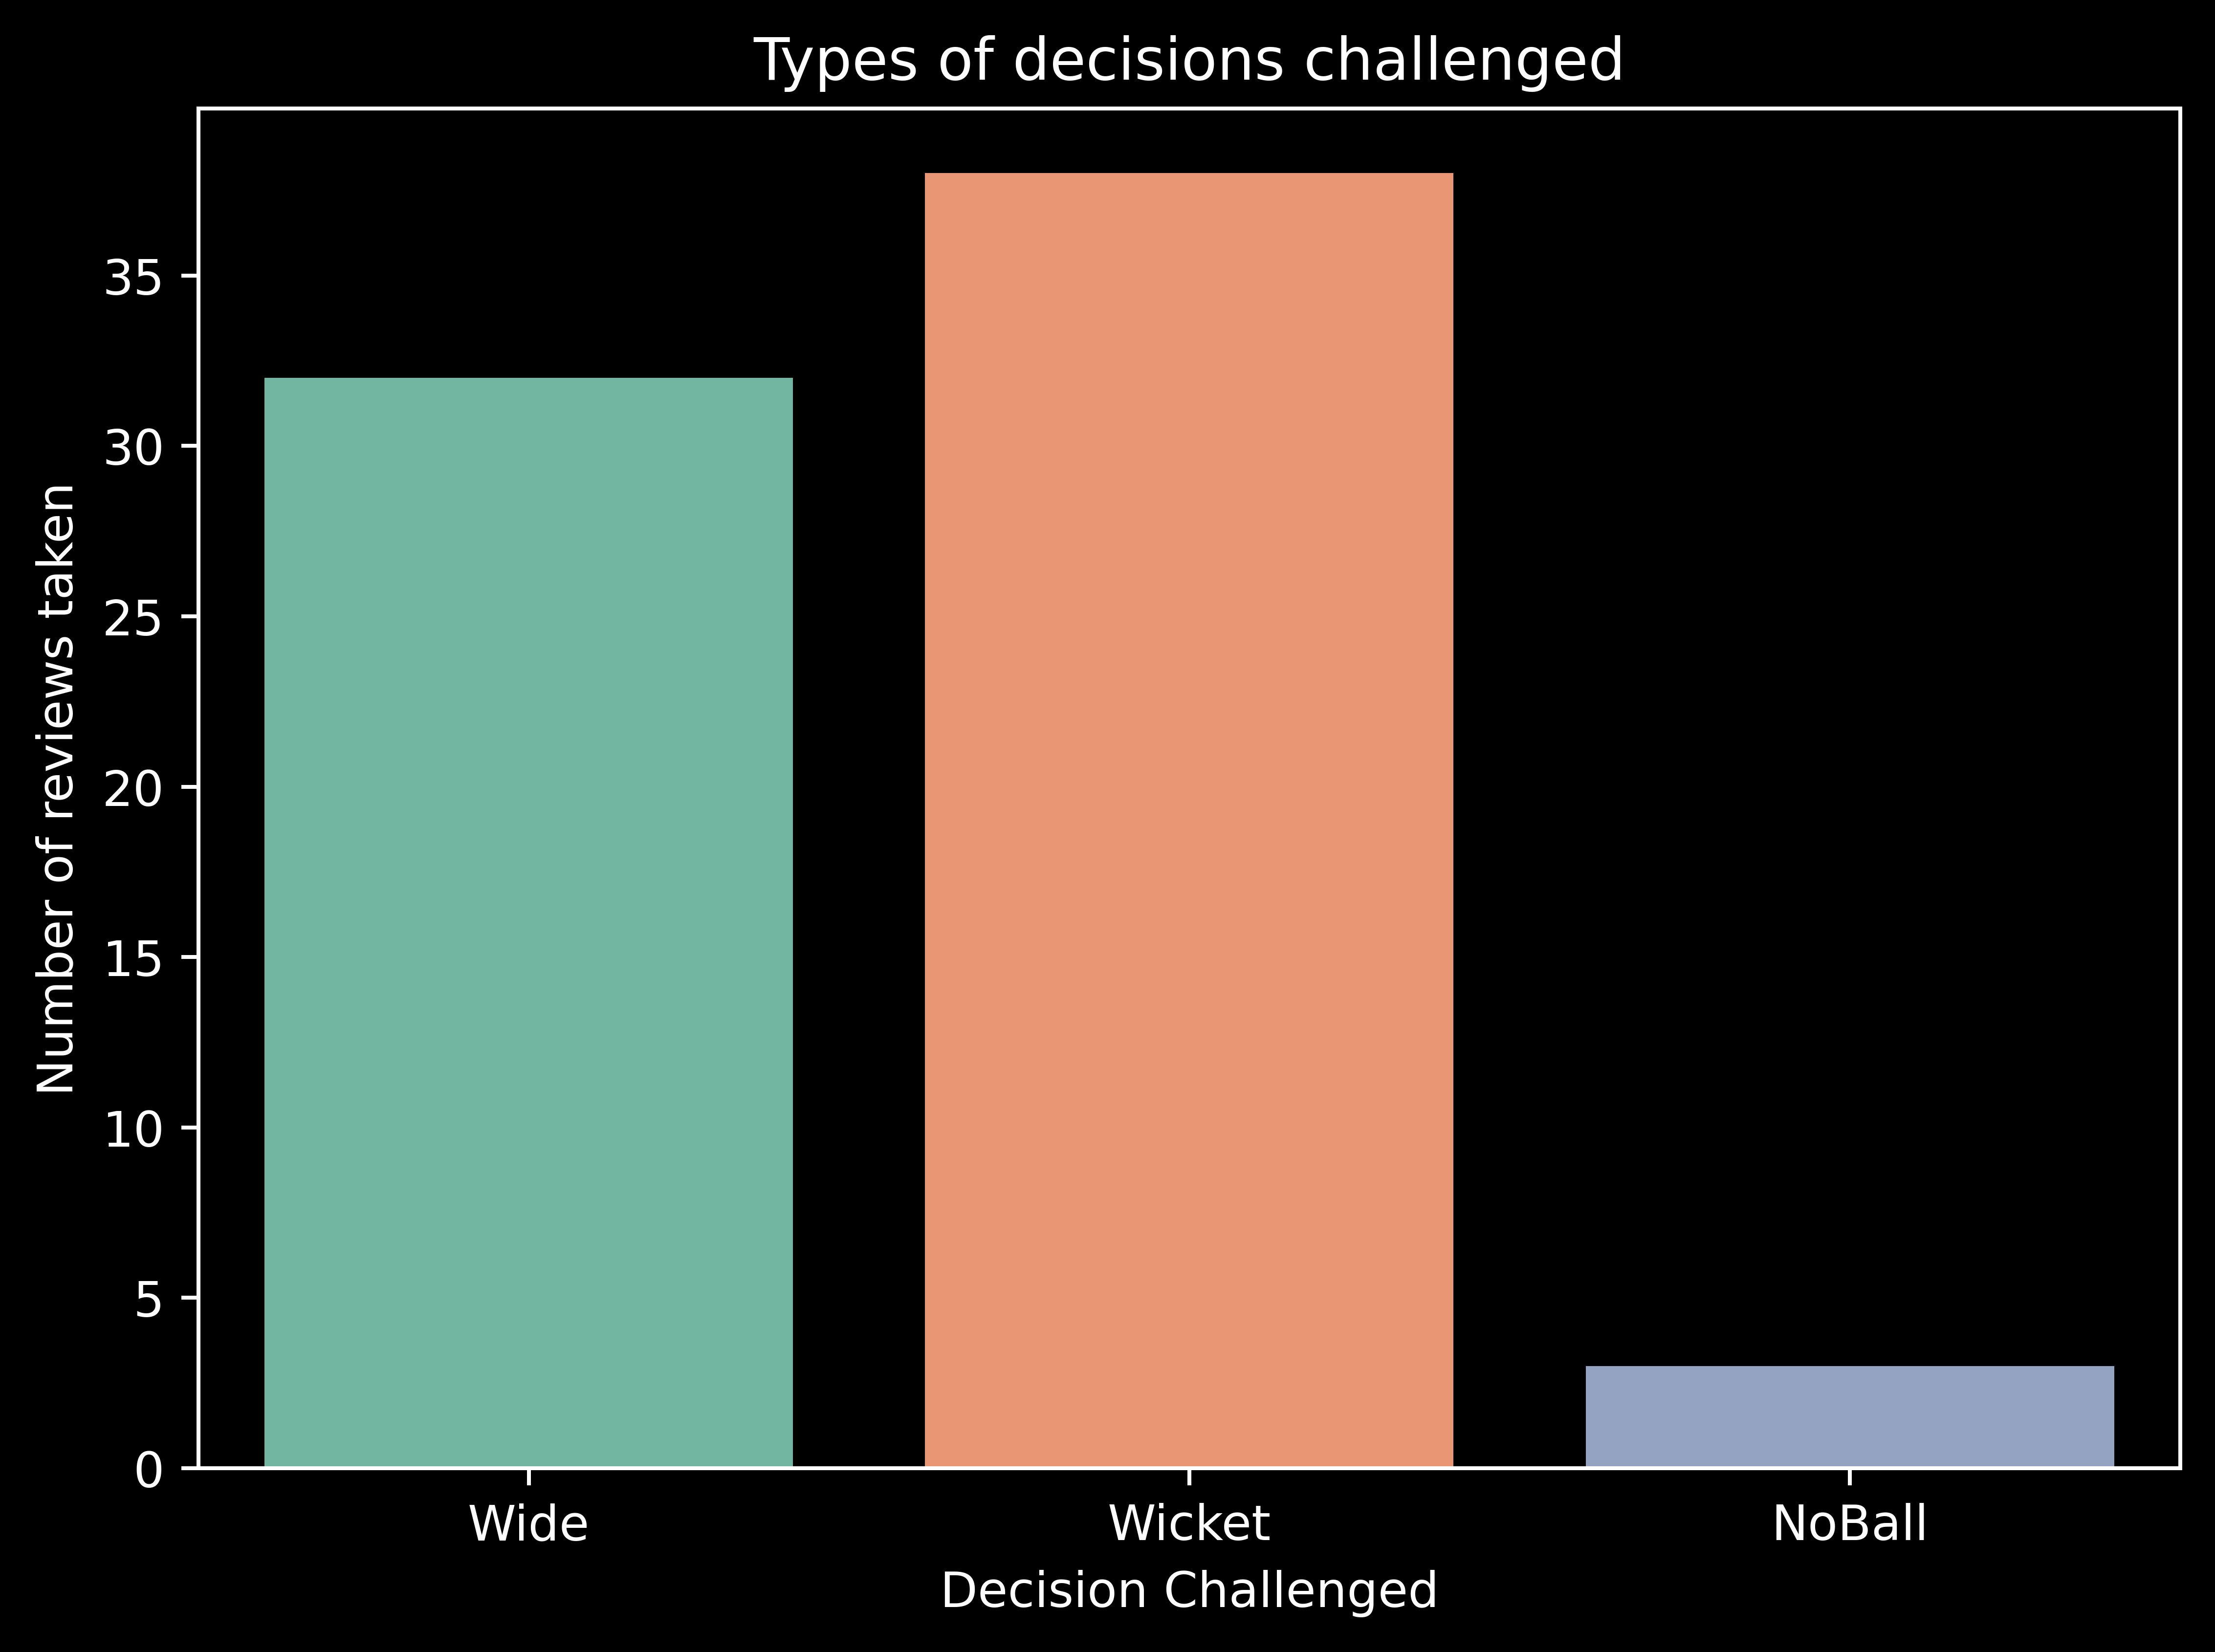 Types of decisions challenged
Number of reviews taken
35
30
25
20
15
10
5
0
Wide
Wicket
NoBall
Decision Challenged